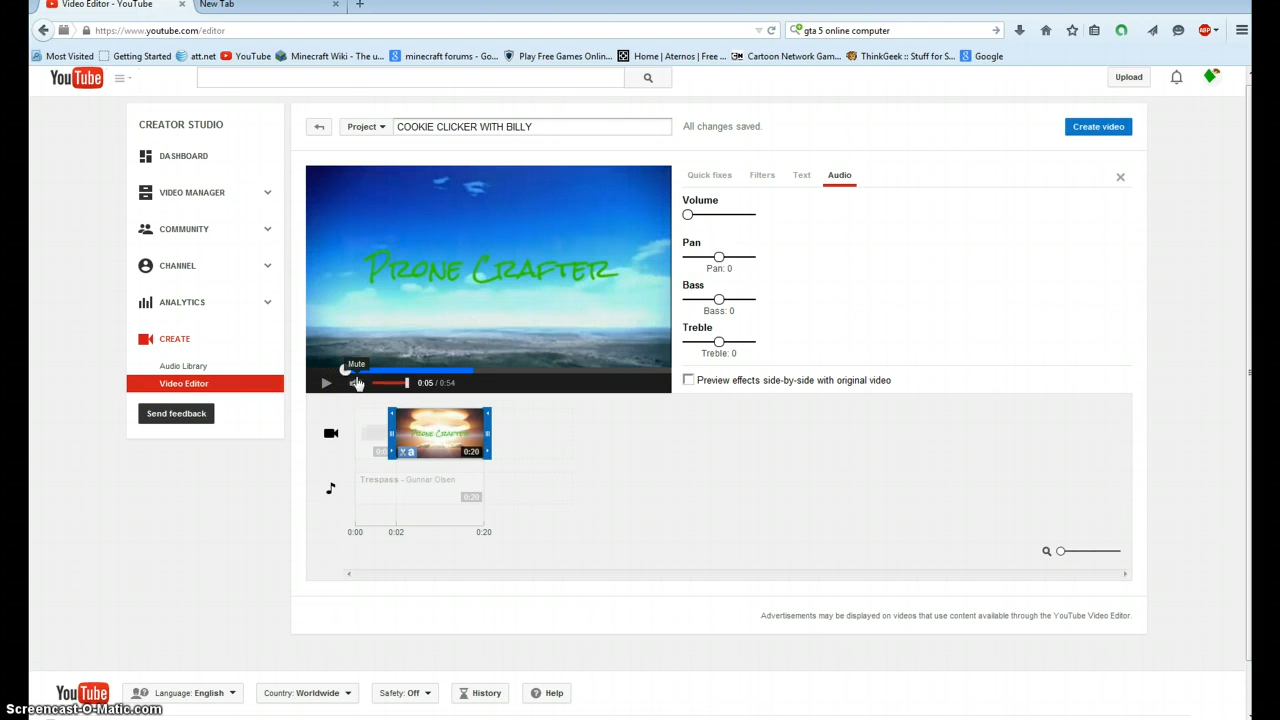 Video Editor - YouTube
New Tab
https://www.youtube.com/editor
gta 5 online computer
ABP
Most Visited
Getting Started
att.net
YouTube
Minecraft Wiki - The u...
minecraft forums - Go...
Play Free Games Onlin...
Home | Aternos | Free ...
Cartoon Network Gam...
ThinkGeek :: Stuff for S...
Google
YouTube
Upload
CREATOR STUDIO
DASHBOARD
VIDEO MANAGER
COMMUNITY
CHANNEL
ANALYTICS
CREATE
Audio Library
Video Editor
Send feedback
Project
COOKIE CLICKER WITH BILLY
All changes saved.
Create video
PRONE CRAFTER
Mute
0:05 / 0:54
Quick fixes
Filters
Text
Audio
Volume
Pan
Pan: 0
Bass
Bass: 0
Treble
Treble: 0
Preview effects side-by-side with original video
PRONE CRAFTER
a
0:20
Trespass - Gunnar Olsen
0:20
0:00
0:02
0:20
Advertisements may be displayed on videos that use content available through the YouTube Video Editor.
YouTube
Language: English
Country: Worldwide
Safety: Off
History
Help
Screencast-O-Matic.com